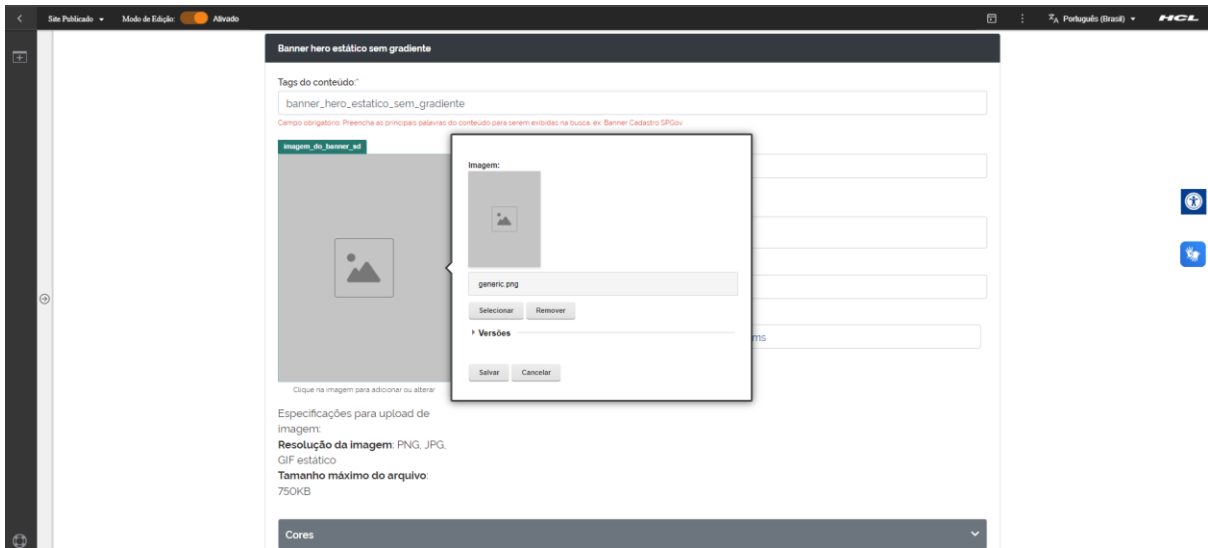 Site Publicado
Modo de Edição:
Ativado
Português (Brasil)
HCL
Banner hero estático sem gradiente
Tags do conteúdo:*
banner_hero_estatico_sem_gradiente
Campo obrigatório. Preencha as principais palavras do conteúdo para serem exibidas na busca. ex. Banner Cadastro SPGov
imagem_do_banner_sd
Imagem:
generic.png
Selecionar
Remover
Versões
ms
Salvar
Cancelar
Clique na imagem para adicionar ou alterar
Especificações para upload de
imagem:
Resolução da imagem: PNG, JPG,
GIF estático
Tamanho máximo do arquivo:
750KB
Cores